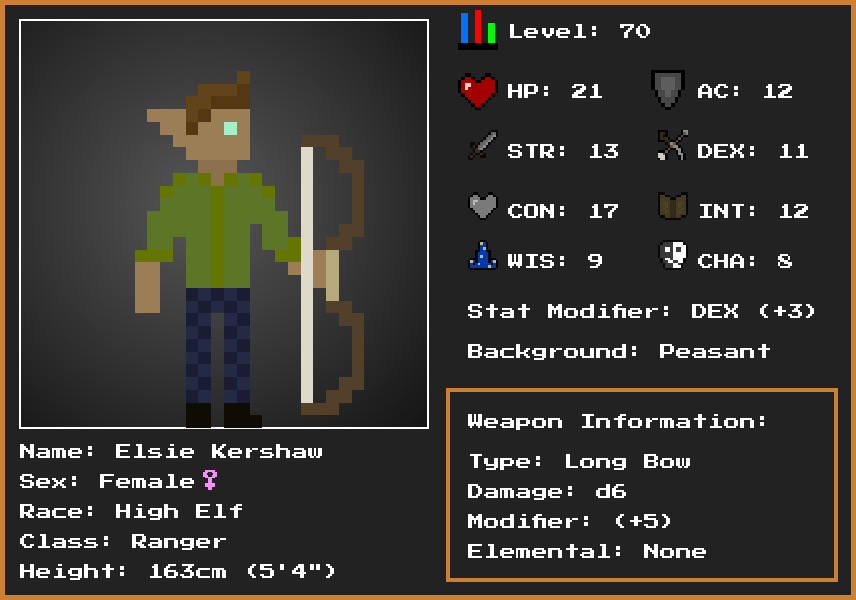 Level: 70
HP: 21
AC: 12
STR: 13
DEX: 11
CON: 17
INT: 12
WIS: 9
CHA: 8
Stat Modifier: DEX (+3)
Background: Peasant
Weapon Information:
Type: Long Bow
Damage: d6
Modifier: (+5)
Elemental: None
Name: Elsie Kershaw
Sex: Female♀
Race: High Elf
Class: Ranger
Height: 163cm (5'4")